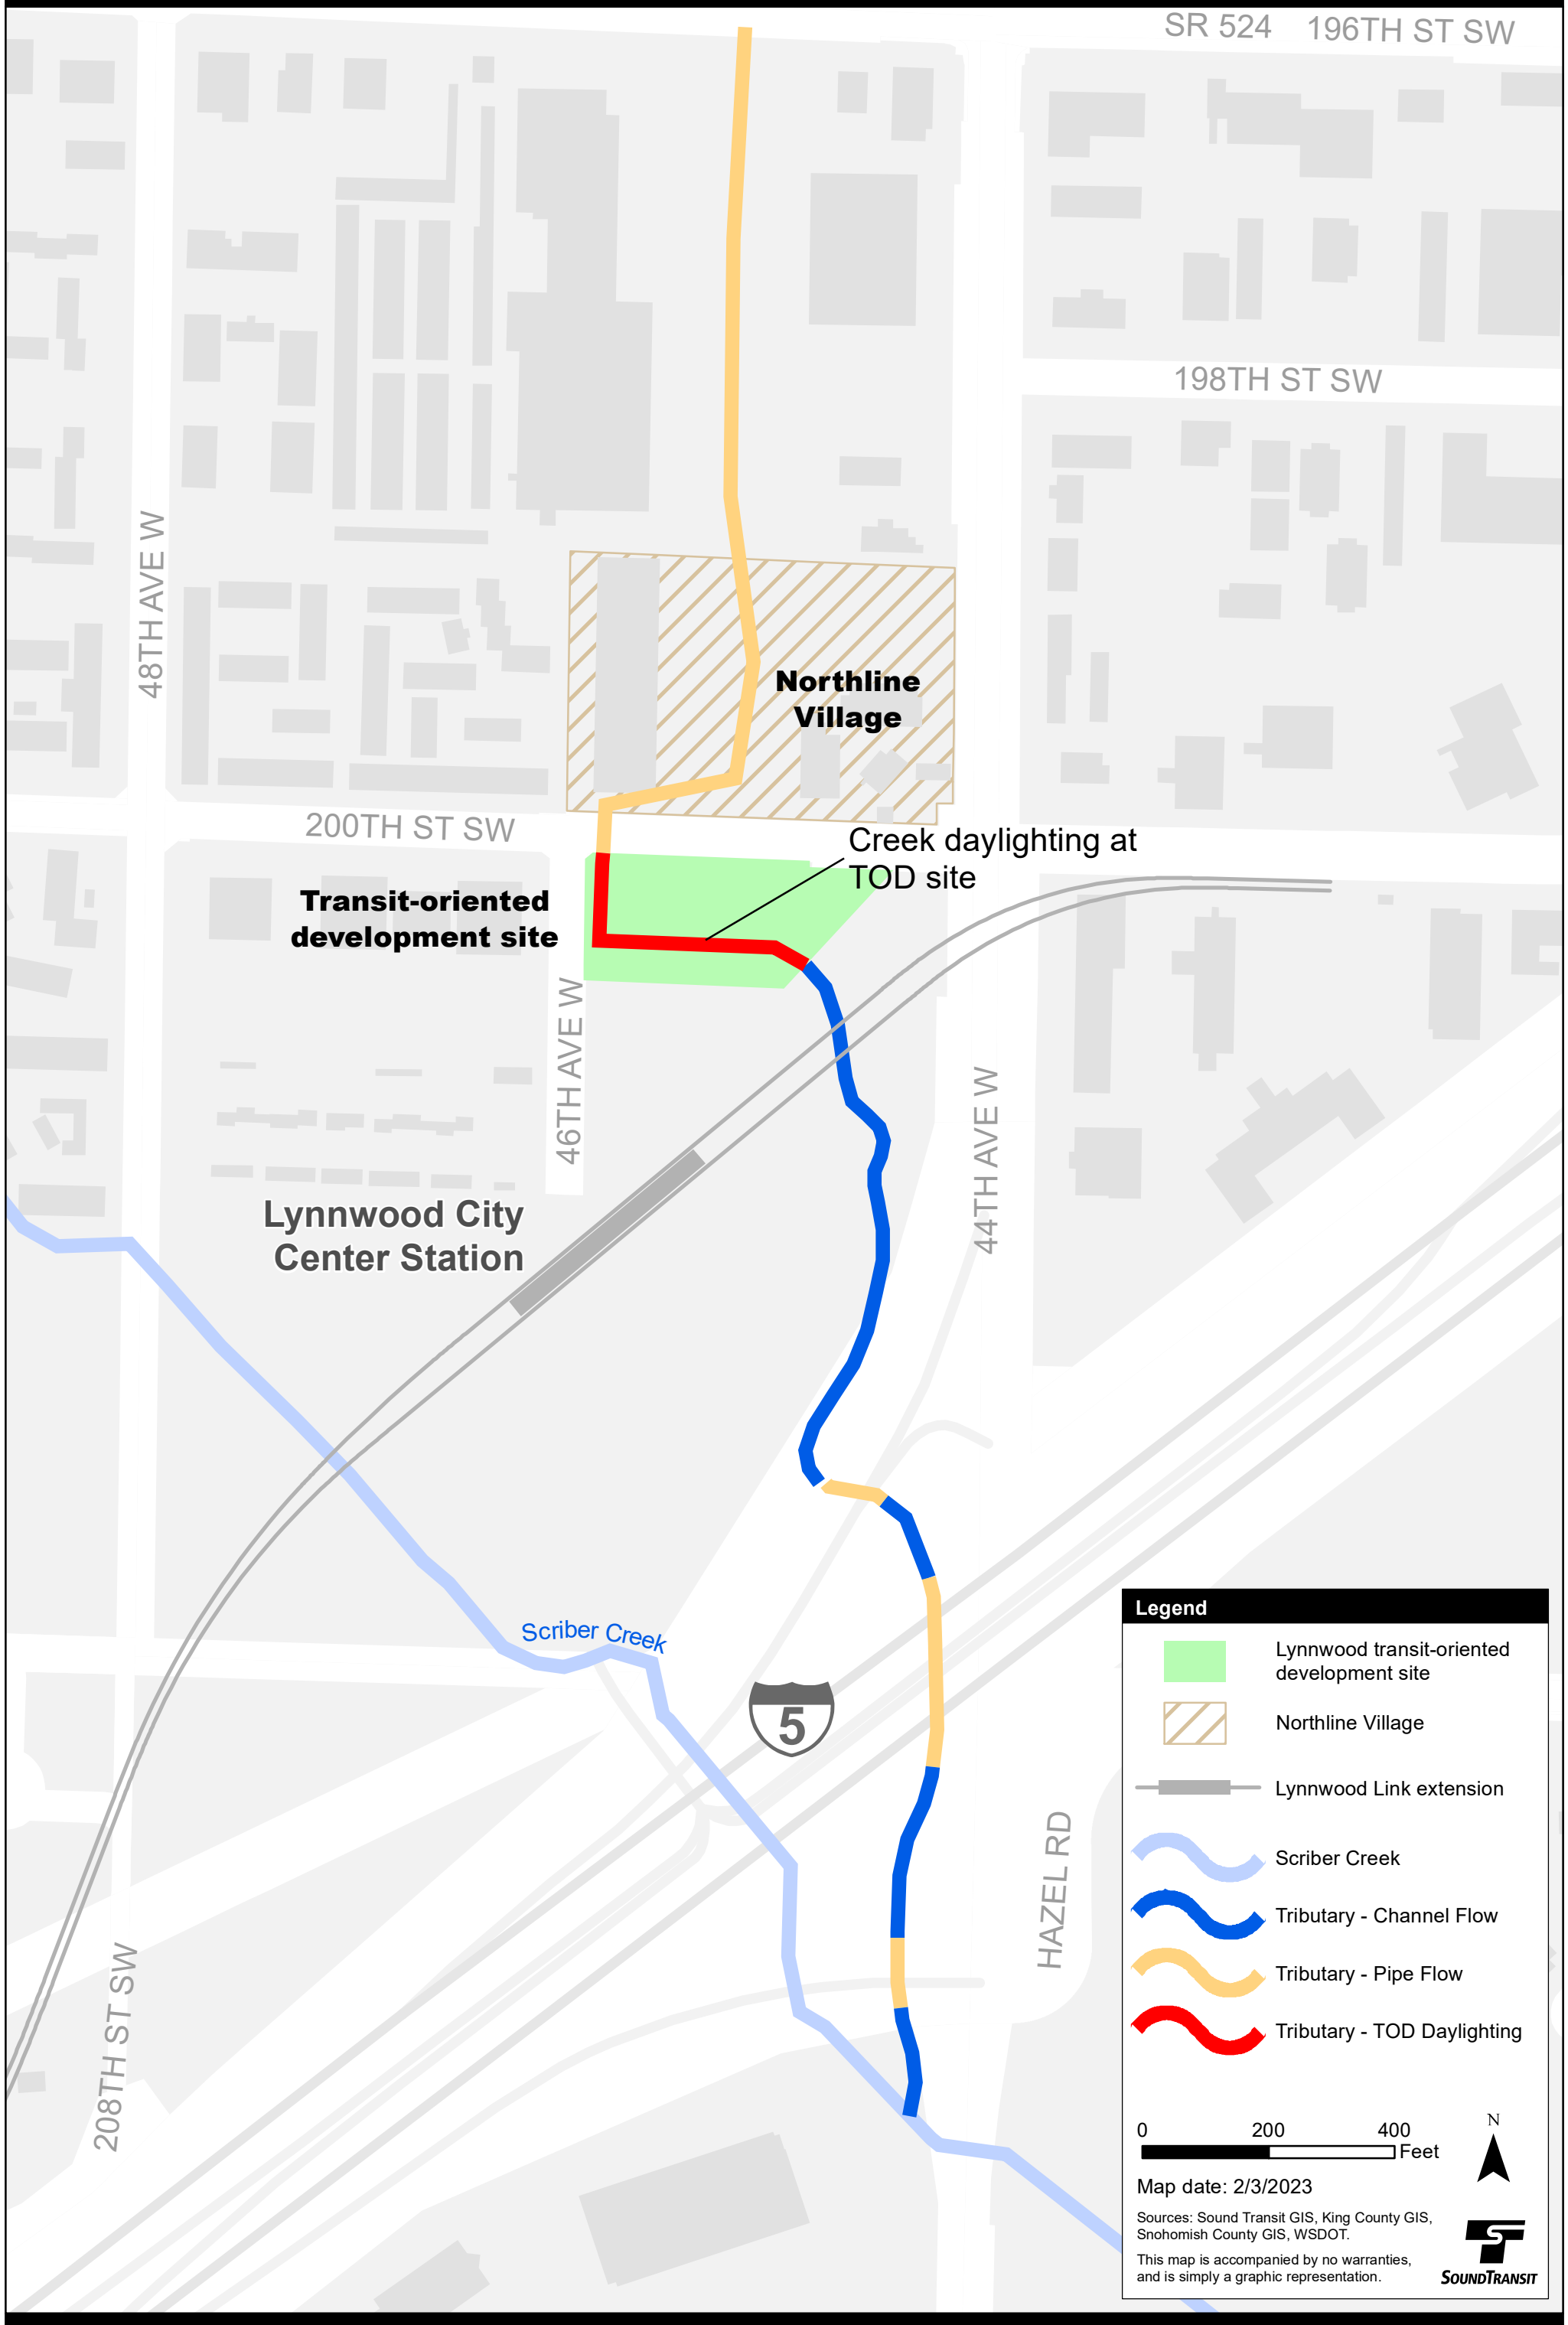 SR 524 196TH ST SW
198TH ST SW
48TH AVE W
Northline
Village
200TH ST SW
Creek daylighting at
TOD site
Transit-oriented
development site
46TH AVE W
44TH AVE W
Lynnwood City
Center Station
Scriber Creek
5
HAZEL RD
208TH ST SW
Legend
Lynnwood transit-oriented
development site
Northline Village
Lynnwood Link extension
Scriber Creek
Tributary - Channel Flow
Tributary - Pipe Flow
Tributary - TOD Daylighting
0 200 400
Feet
N
Map date: 2/3/2023
Sources: Sound Transit GIS, King County GIS,
Snohomish County GIS, WSDOT.
This map is accompanied by no warranties,
and is simply a graphic representation.
SOUNDTRANSIT